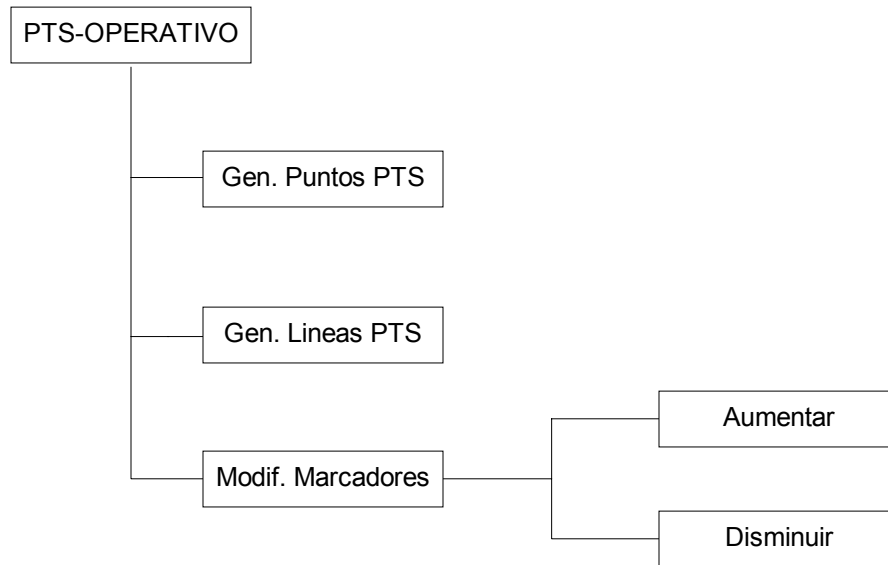 PTS-OPERATIVO
Gen. Puntos PTS
Gen. Lineas PTS
Aumentar
Modif. Marcadores
Disminuir